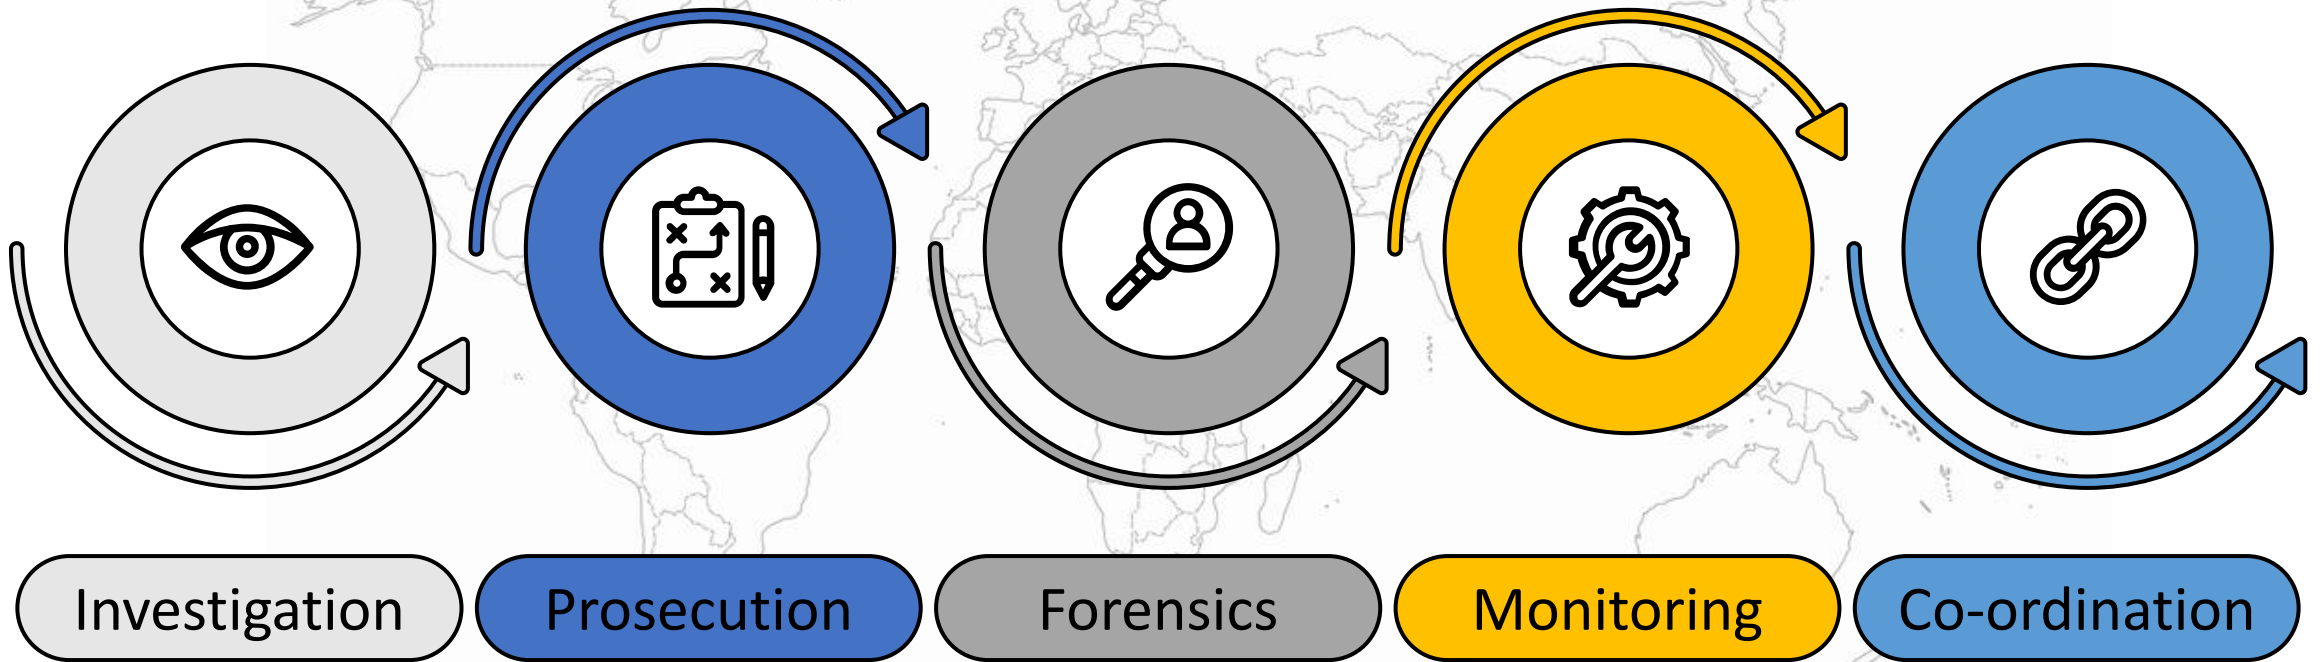 Investigation
Prosecution
Forensics
Monitoring
Co-ordination